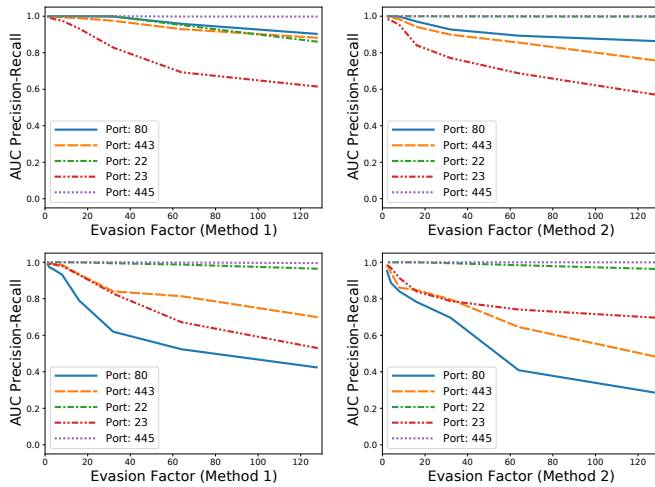 AUC Precision-Recall
1.0
0.8
0.6
0.4
0.2
0.0
Port: 80
Port: 443
Port: 22
Port: 23
Port: 445
0 20 40 60 80 100 120
Evasion Factor (Method 1)
AUC Precision-Recall
1.0
0.8
0.6
0.4
0.2
0.0
Port: 80
Port: 443
Port: 22
Port: 23
Port: 445
0 20 40 60 80 100 120
Evasion Factor (Method 2)
AUC Precision-Recall
1.0
0.8
0.6
0.4
0.2
0.0
Port: 80
Port: 443
Port: 22
Port: 23
Port: 445
0 20 40 60 80 100 120
Evasion Factor (Method 1)
AUC Precision-Recall
1.0
0.8
0.6
0.4
0.2
0.0
Port: 80
Port: 443
Port: 22
Port: 23
Port: 445
0 20 40 60 80 100 120
Evasion Factor (Method 2)